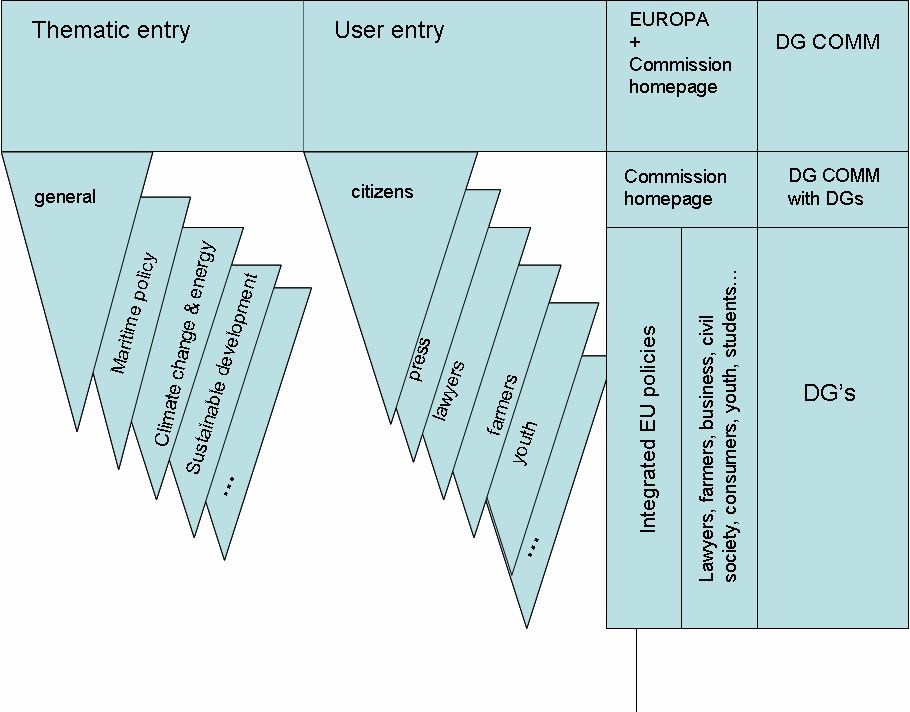 Thematic entry
User entry
EUROPA
+
Commission
homepage
DG COMM
general
Maritime policy
Climate change & energy
Sustainable development
...
citizens
press
lawyers
farmers
youth
...
Commission
homepage
DG COMM
with DGs
Integrated EU policies
Lawyers, farmers, business, civil
society, consumers, youth, students...
DG’s